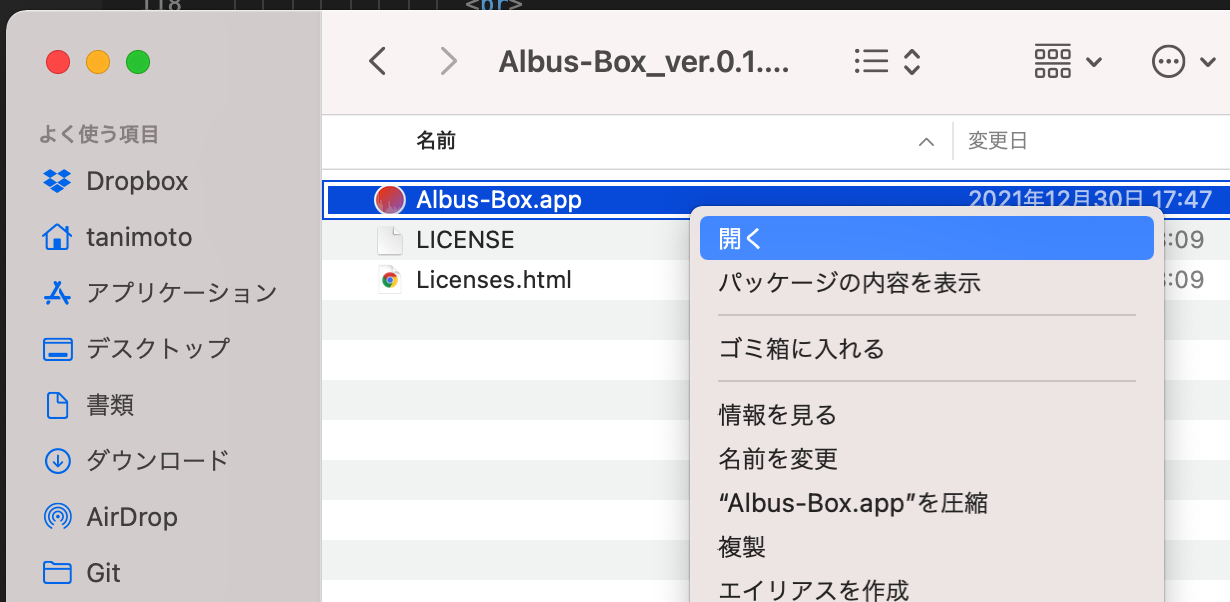 118
<br>
Albus-Box_ver.0.1....
よく使う項目
Dropbox
tanimoto
アプリケーション
デスクトップ
書類
ダウンロード
AirDrop
Git
名前
変更日
Albus-Box.app
2021年12月30日 17:47
LICENSE
:09
Licenses.html
:09
開く
パッケージの内容を表示
ゴミ箱に入れる
情報を見る
名前を変更
“Albus-Box.app”を圧縮
複製
エイリアスを作成